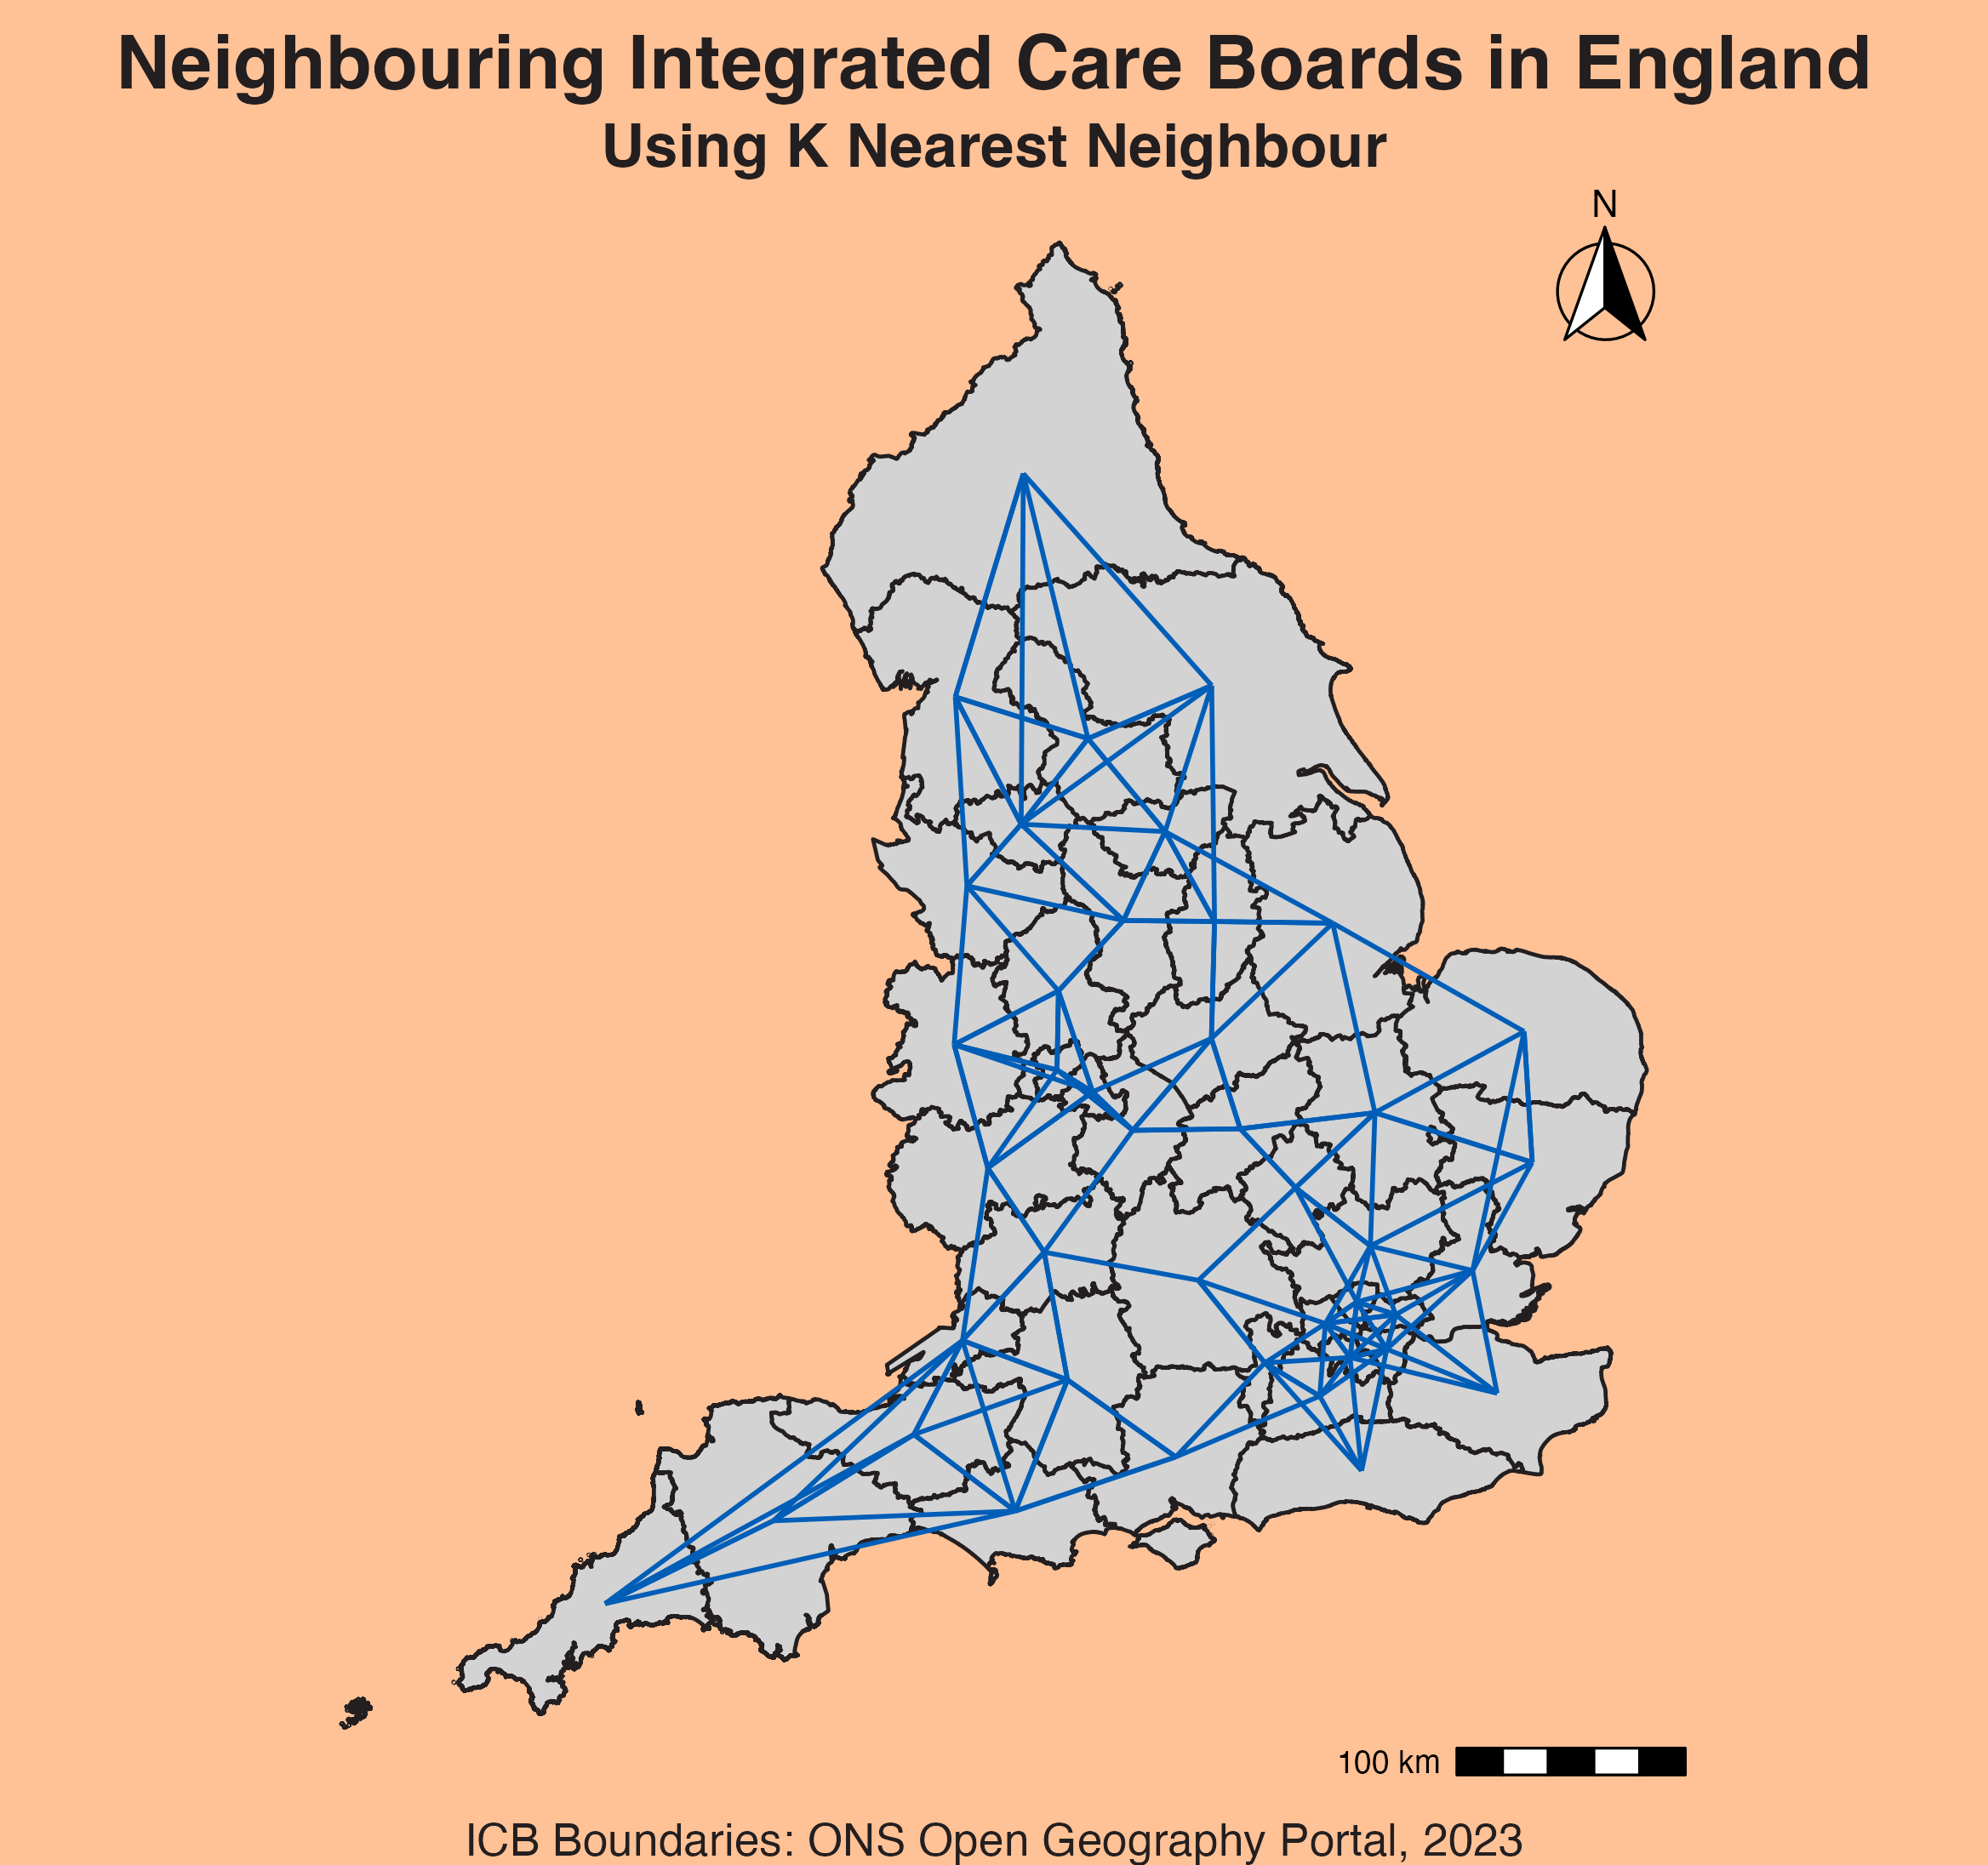 Neighbouring Integrated Care Boards in England
Using K Nearest Neighbour
N
100 km
ICB Boundaries: ONS Open Geography Portal, 2023